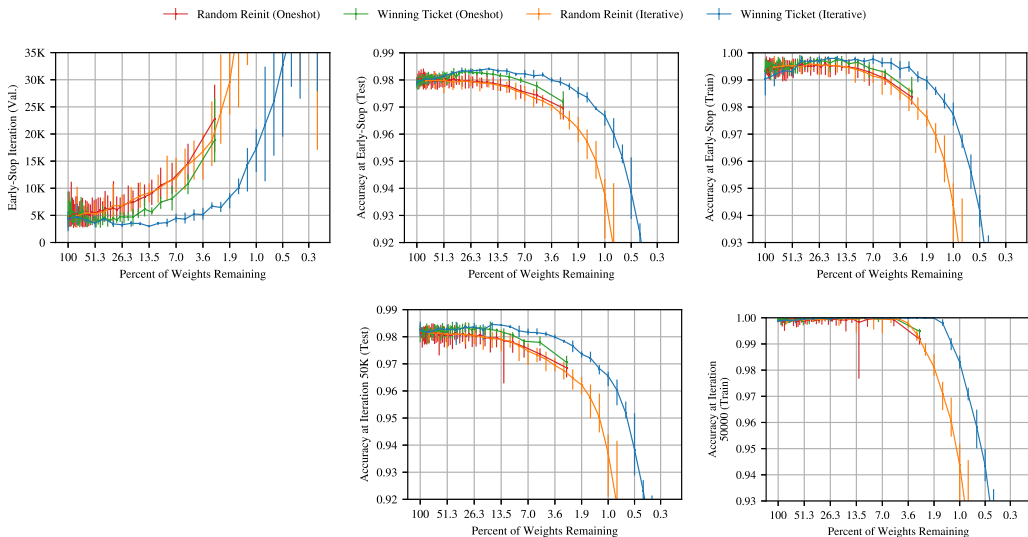 Random Reinit (Oneshot) Winning Ticket (Oneshot) Random Reinit (Iterative) Winning Ticket (Iterative)
Early-Stop Iteration (Val.)
35K
30K
25K
20K
15K
10K
5K
0
100 51.3 26.3 13.5 7.0 3.6 1.9 1.0 0.5 0.3
Percent of Weights Remaining
Accuracy at Early-Stop (Test)
0.99
0.98
0.97
0.96
0.95
0.94
0.93
0.92
100 51.3 26.3 13.5 7.0 3.6 1.9 1.0 0.5 0.3
Percent of Weights Remaining
Accuracy at Early-Stop (Train)
1.00
0.99
0.98
0.97
0.96
0.95
0.94
0.93
100 51.3 26.3 13.5 7.0 3.6 1.9 1.0 0.5 0.3
Percent of Weights Remaining
Accuracy at Iteration 50K (Test)
0.99
0.98
0.97
0.96
0.95
0.94
0.93
0.92
100 51.3 26.3 13.5 7.0 3.6 1.9 1.0 0.5 0.3
Percent of Weights Remaining
Accuracy at Iteration
50000 (Train)
1.00
0.99
0.98
0.97
0.96
0.95
0.94
0.93
100 51.3 26.3 13.5 7.0 3.6 1.9 1.0 0.5 0.3
Percent of Weights Remaining